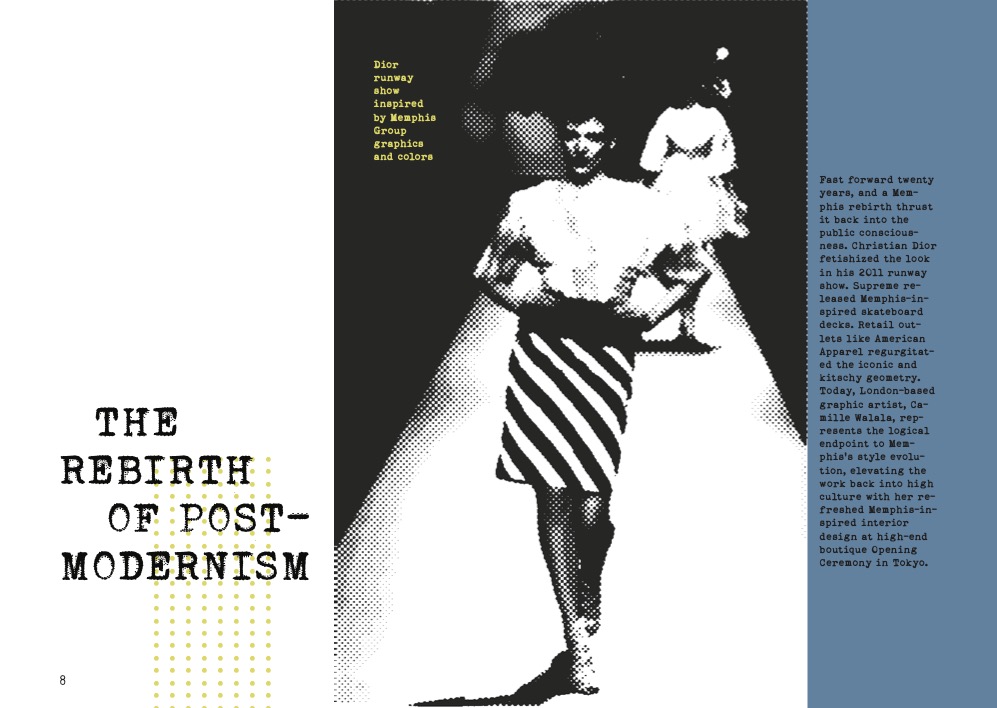 THE
REBIRTH
OF POST-
MODERNISM
8
Dior
runway
show
inspired
by Memphis
Group
graphics
and colors
Fast forward twenty
years, and a Mem-
phis rebirth thrust
it back into the
public conscious-
ness. Christian Dior
fetishized the look
in his 2011 runway
show. Supreme re-
leased Memphis-in-
spired skateboard
decks. Retail out-
lets like American
Apparel regurgitat-
ed the iconic and
kitschy geometry.
Today, London-based
graphic artist, Ca-
mille Walala, rep-
resents the logical
endpoint to Mem-
phis's style evolu-
tion, elevating the
work back into high
culture with her re-
freshed Memphis-in-
spired interior
design at high-end
boutique Opening
Ceremony in Tokyo.